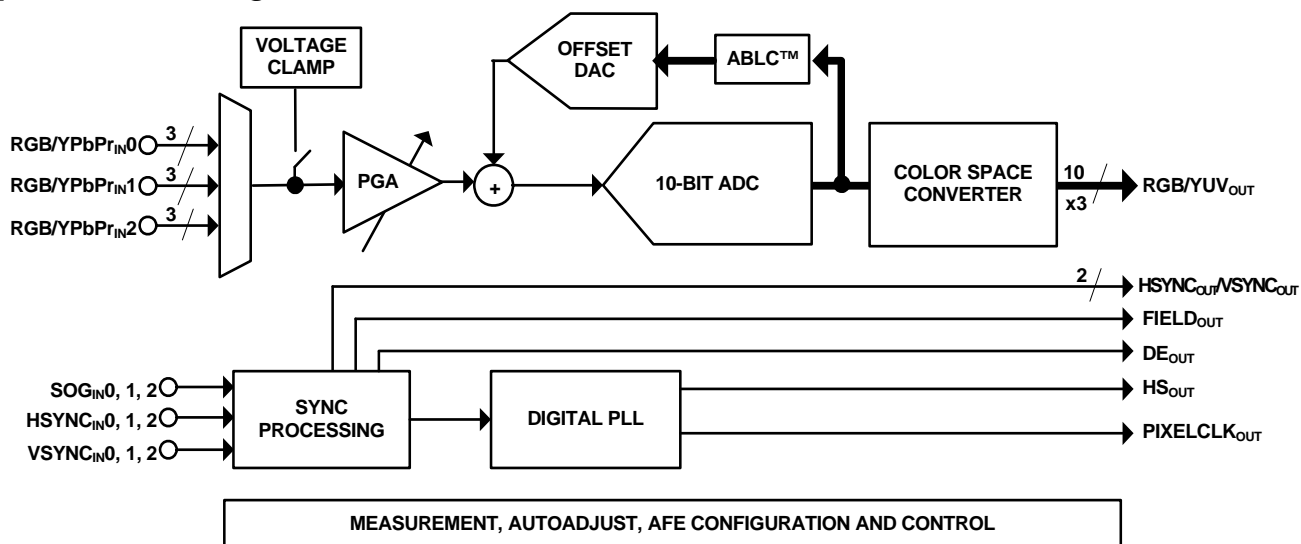 VOLTAGE
CLAMP
OFFSET
DAC
ABLC™
RGB/YPbPrIN0
3
RGB/YPbPrIN1
3
RGB/YPbPrIN2
3
PGA
+
10-BIT ADC
COLOR SPACE
CONVERTER
10
x3
RGB/YUVOUT
2
HSYNCOUT/VSYNCOUT
FIELDOUT
DEOUT
HSOUT
PIXELCLKOUT
SOGIN0, 1, 2
HSYNCIN0, 1, 2
VSYNCIN0, 1, 2
SYNC
PROCESSING
DIGITAL PLL
MEASUREMENT, AUTOADJUST, AFE CONFIGURATION AND CONTROL